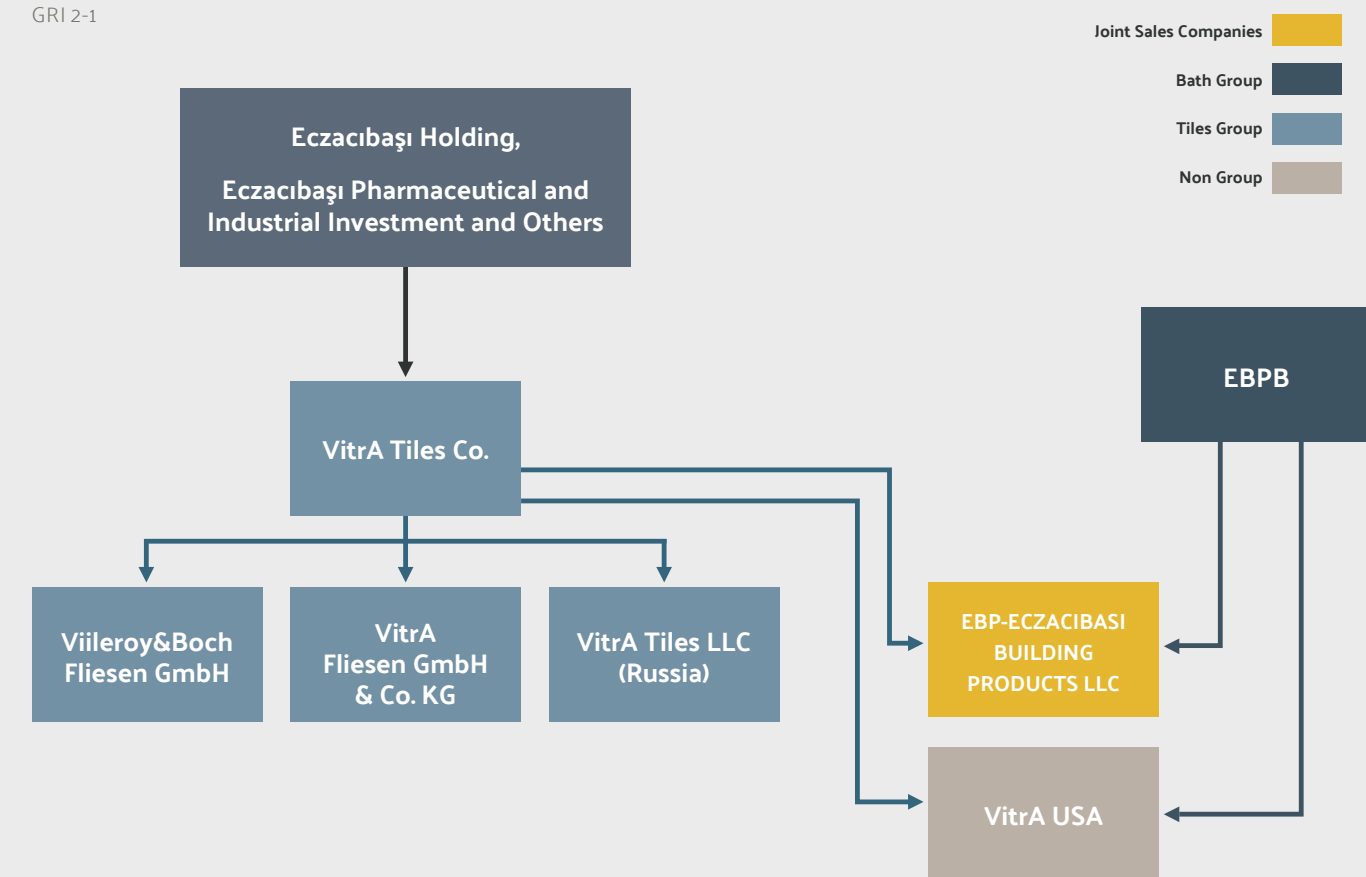 GRI 2-1
Joint Sales Companies
Bath Group
Tiles Group
Non Group
Eczacıbaşı Holding,
Eczacıbaşı Pharmaceutical and
Industrial Investment and Others
EBPB
VitrA Tiles Co.
Viileroy&Boch
Fliesen GmbH
VitrA
Fliesen GmbH
& Co. KG
VitrA Tiles LLC
(Russia)
EBP-ECZACIBASI
BUILDING
PRODUCTS LLC
VitrA USA